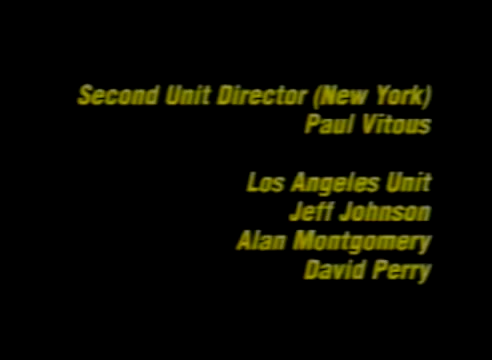 Second Unit Director (New York)
Paul Vitous
Los Angeles Unit
Jeff Johnson
Alan Montgomery
David Perry